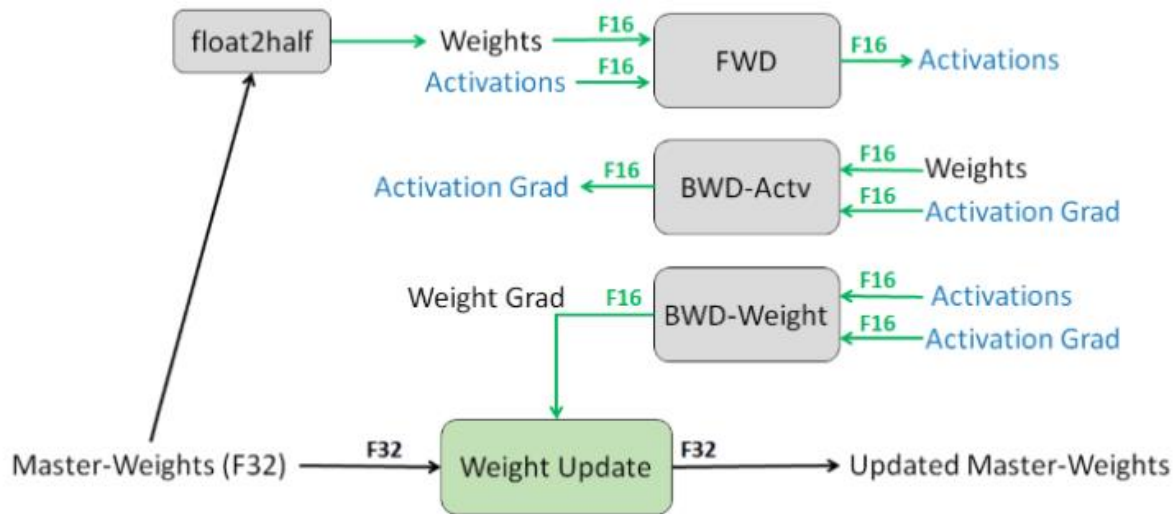 float2half
Weights
F16
Activations
F16
FWD
F16
Activations
Activation Grad
F16
BWD-Actv
F16
Weights
F16
Activation Grad
Weight Grad
F16
BWD-Weight
F16
Activations
F16
Activation Grad
Master-Weights (F32)
F32
Weight Update
F32
Updated Master-Weights